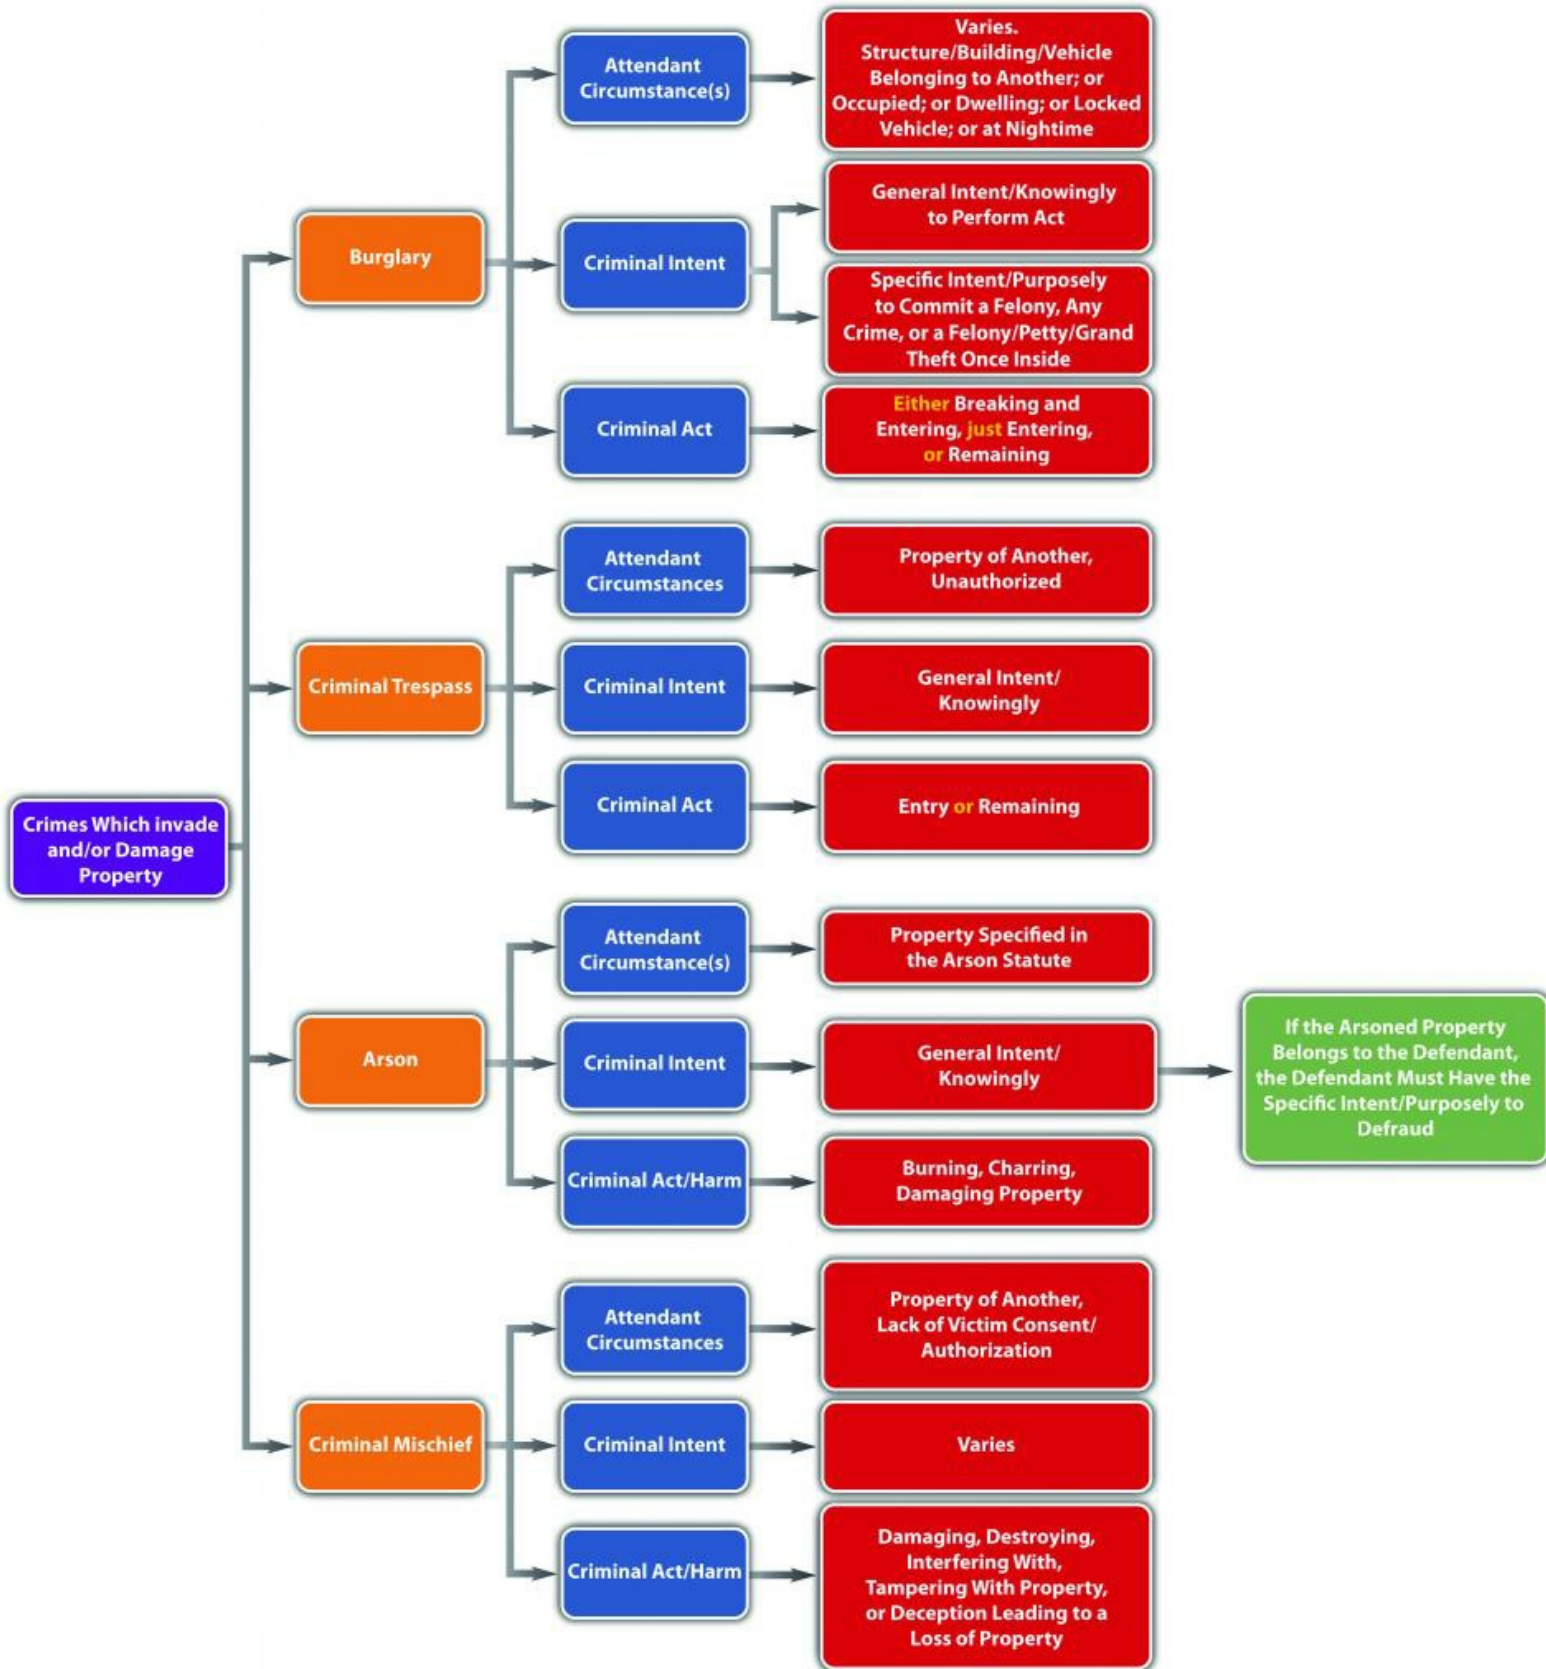 Crimes Which invade
and/or Damage
Property
Burglary
Attendant
Circumstance(s)
Varies.
Structure/Building/Vehicle
Belonging to Another; or
Occupied; or Dwelling; or Locked
Vehicle; or at Nightime
Criminal Intent
General Intent/Knowingly
to Perform Act
Specific Intent/Purposely
to Commit a Felony, Any
Crime, or a Felony/Petty/Grand
Theft Once Inside
Criminal Act
Either Breaking and
Entering, just Entering,
or Remaining
Criminal Trespass
Attendant
Circumstances
Property of Another,
Unauthorized
Criminal Intent
General Intent/
Knowingly
Criminal Act
Entry or Remaining
Arson
Attendant
Circumstance(s)
Property Specified in
the Arson Statute
Criminal Intent
General Intent/
Knowingly
If the Arsoned Property
Belongs to the Defendant,
the Defendant Must Have the
Specific Intent/Purposely to
Defraud
Criminal Act/Harm
Burning, Charring,
Damaging Property
Criminal Mischief
Attendant
Circumstances
Property of Another,
Lack of Victim Consent/
Authorization
Criminal Intent
Varies
Criminal Act/Harm
Damaging, Destroying,
Interfering With,
Tampering With Property,
or Deception Leading to a
Loss of Property